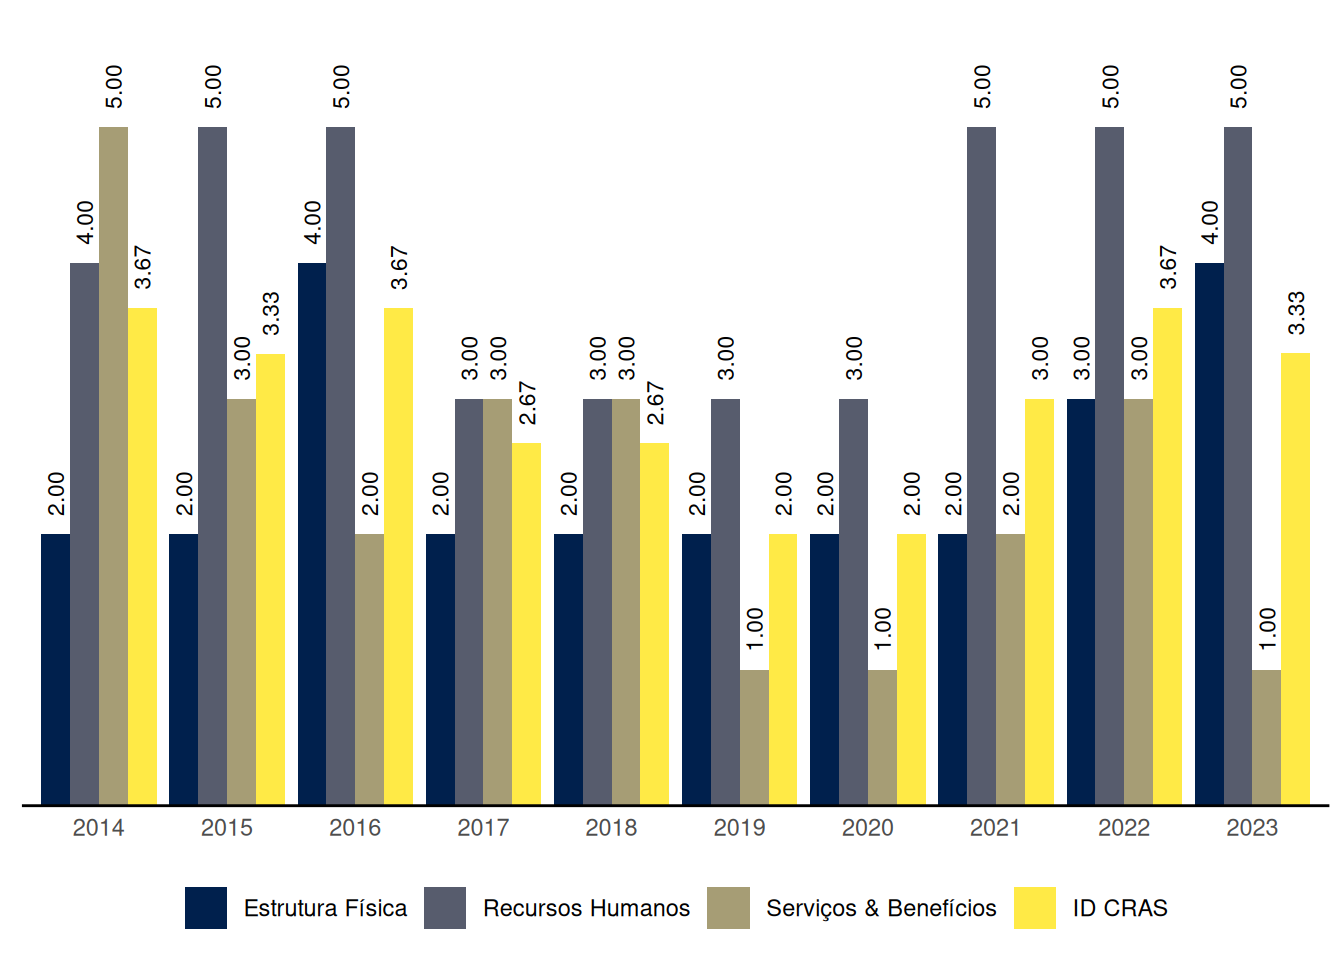 2.00 4.00 5.00 3.67
2.00 5.00 3.00 3.33
4.00 5.00 2.00 3.67
2.00 3.00 3.00 2.67
2.00 3.00 3.00 2.67
2.00 3.00 1.00 2.00
2.00 3.00 1.00 2.00
2.00 5.00 2.00 3.00
3.00 5.00 3.00 3.67
4.00 5.00 1.00 3.33
2014 2015 2016 2017 2018 2019 2020 2021 2022 2023
Estrutura Física Recursos Humanos Serviços & Benefícios ID CRAS